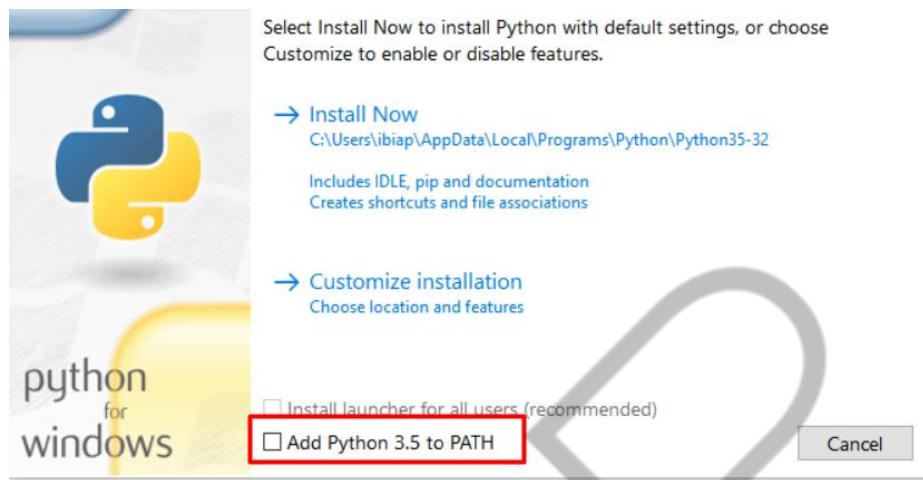 Select Install Now to install Python with default settings, or choose
Customize to enable or disable features.
Install Now
C:\Users\ibiap\AppData\Local\Programs\Python\Python35-32
Includes IDLE, pip and documentation
Creates shortcuts and file associations
Customize installation
Choose location and features
python
for
windows
Install launcher for all users (recommended)
Add Python 3.5 to PATH
Cancel